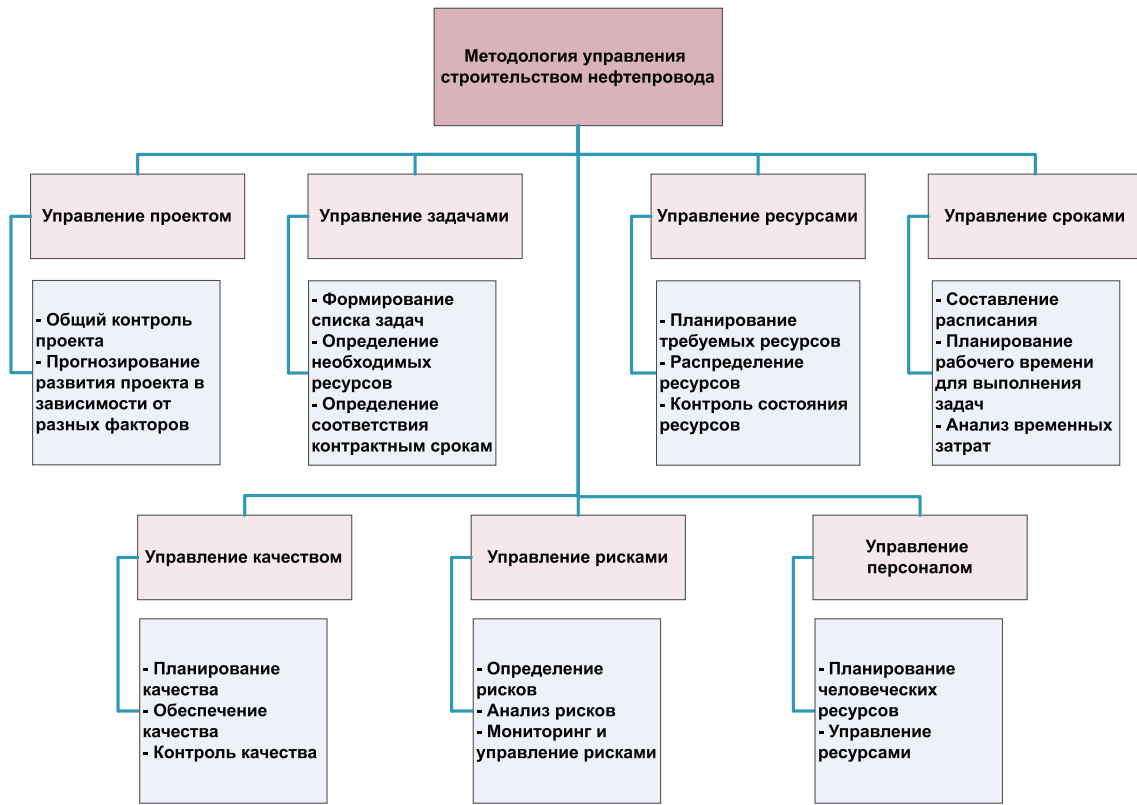 Методология управления
строительством нефтепровода
Управление проектом
Управление задачами
Управление ресурсами
Управление сроками
- Общий контроль
проекта
- Прогнозирование
развития проекта в
зависимости от
разных факторов
- Формирование
списка задач
- Определение
необходимых
ресурсов
- Определение
соответствия
контрактным срокам
- Планирование
требуемых ресурсов
- Распределение
ресурсов
- Контроль состояния
ресурсов
- Составление
расписания
- Планирование
рабочего времени
для выполнения
задач
- Анализ временных
затрат
Управление качеством
Управление рисками
Управление
персоналом
- Планирование
качества
- Обеспечение
качества
- Контроль качества
- Определение
рисков
- Анализ рисков
- Мониторинг и
управление рисками
- Планирование
человеческих
ресурсов
- Управление
ресурсами